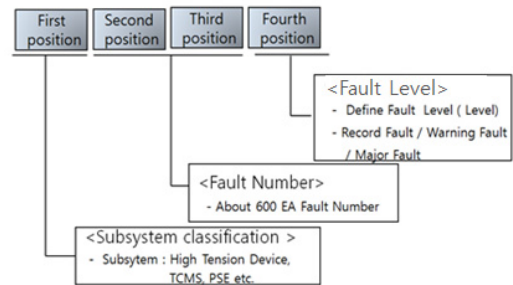 First position
Second position
Third position
Fourth position
<Fault Level>
- Define Fault Level ( Level)
- Record Fault / Warning Fault
/ Major Fault
<Fault Number>
- About 600 EA Fault Number
<Subsystem classification >
- Subsytem : High Tension Device,
TCMS, PSE etc.